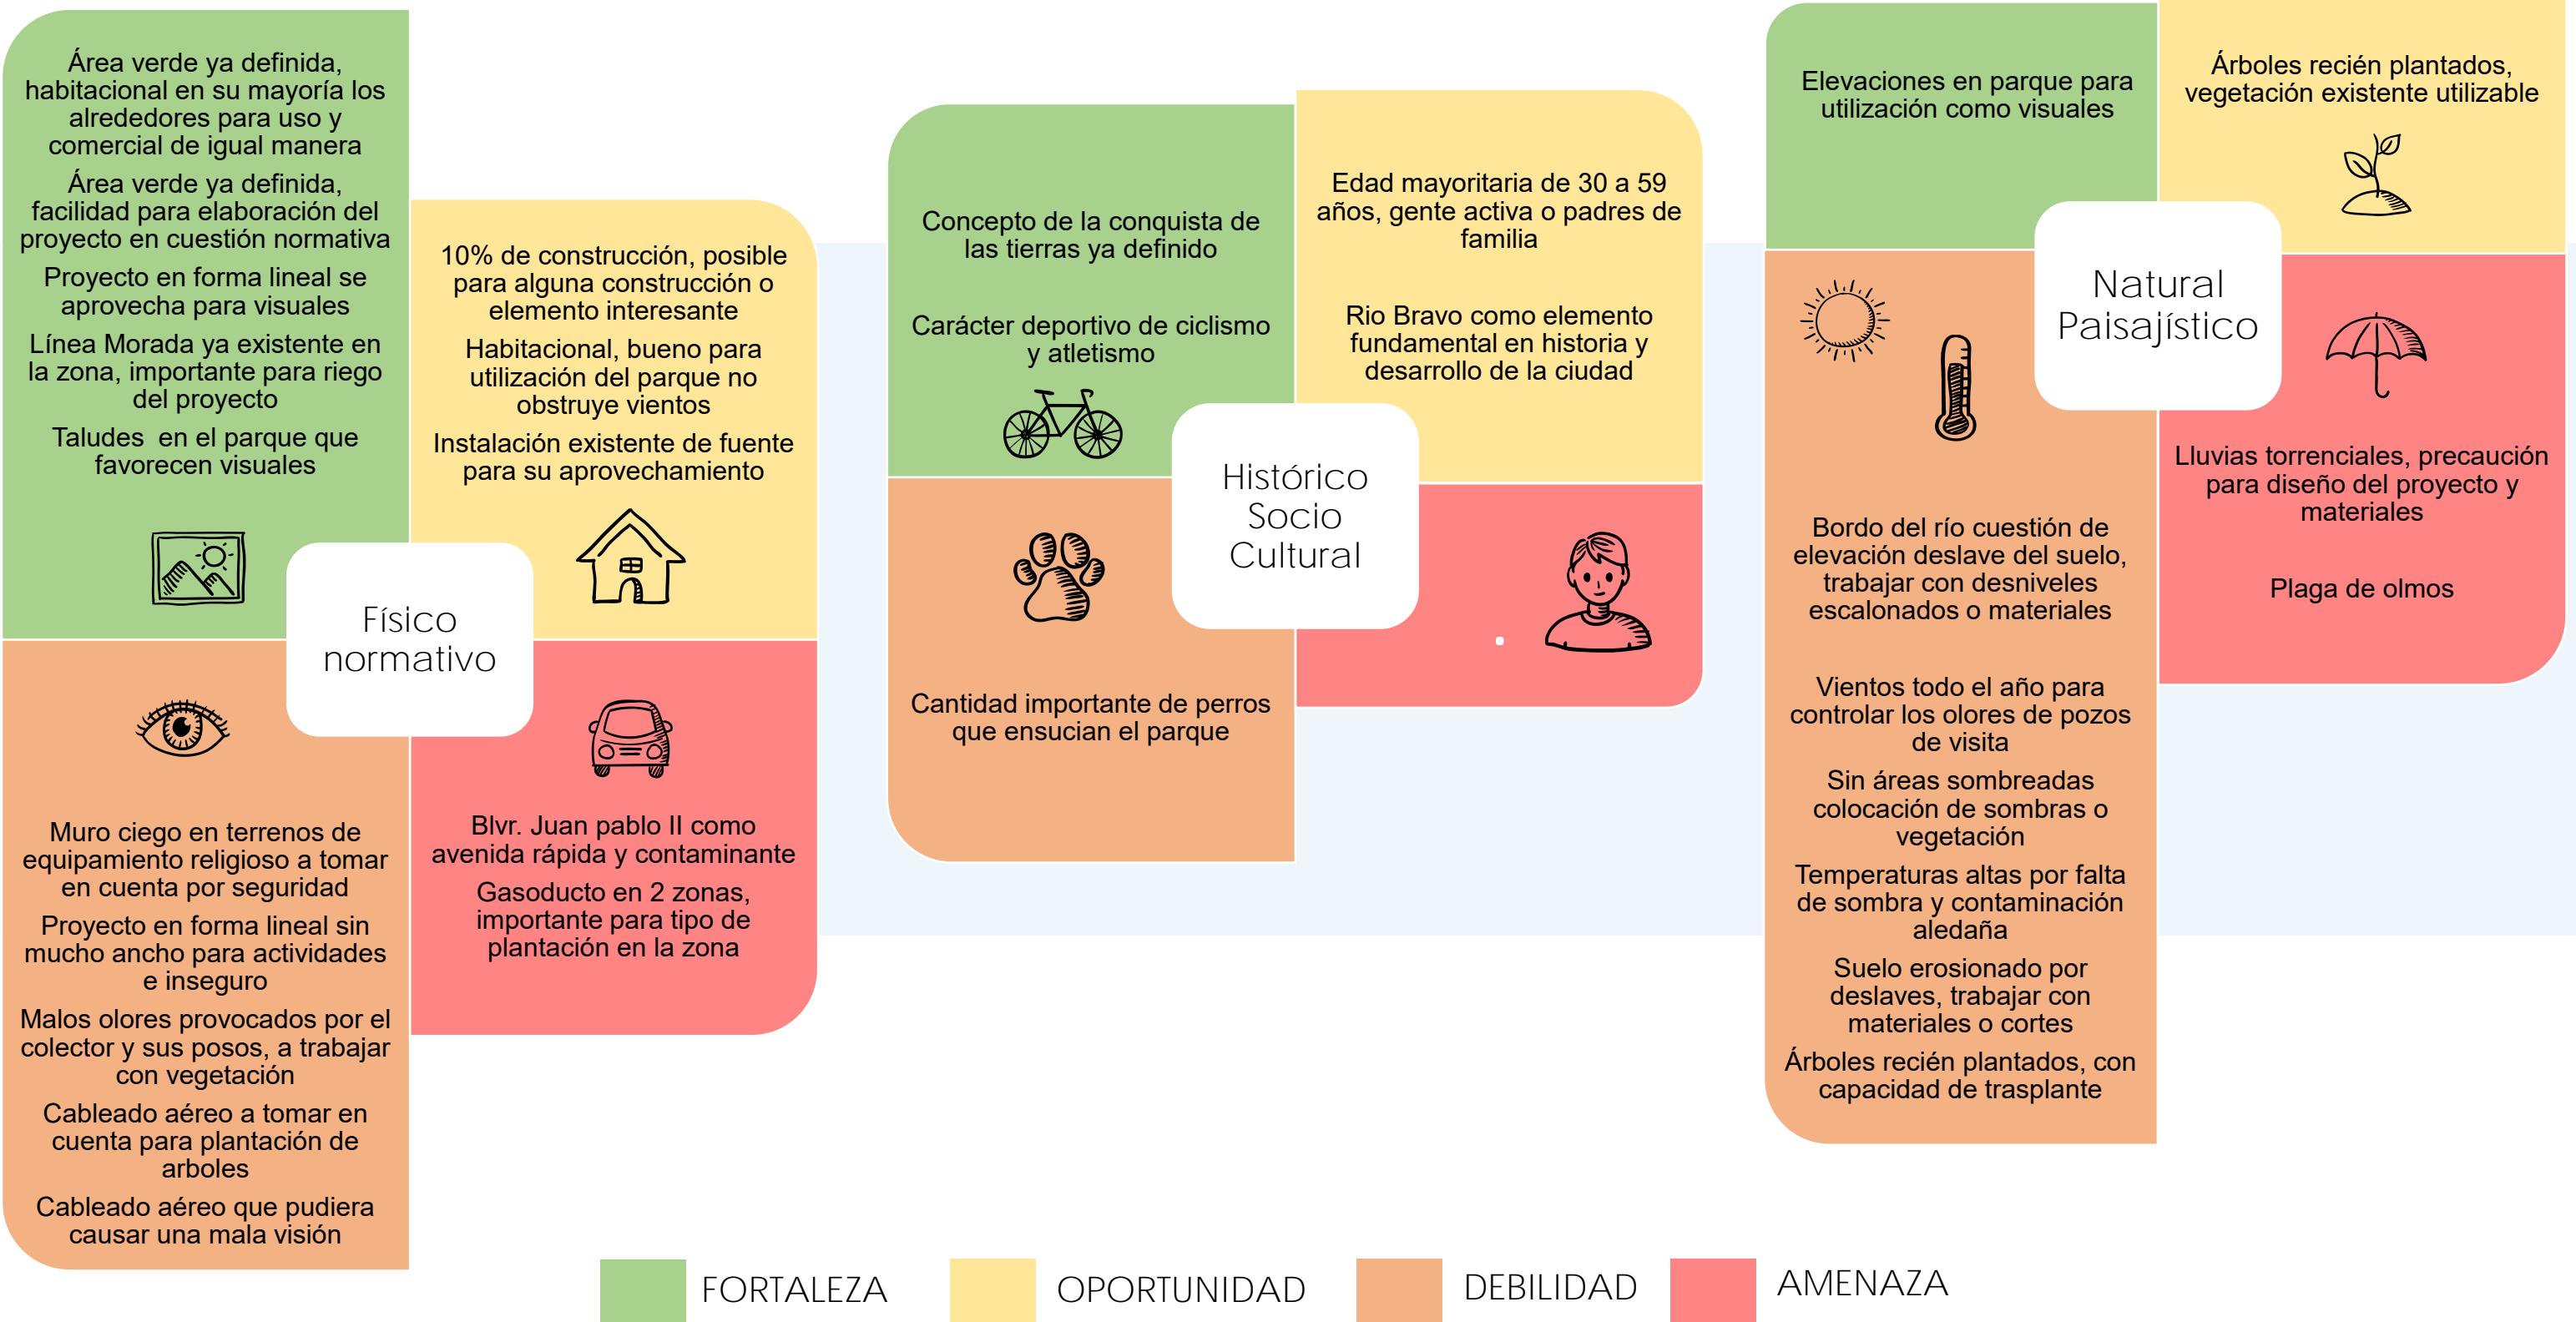 Área verde ya definida,
habitacional en su mayoría los
alrededores para uso y
comercial de igual manera
Área verde ya definida,
facilidad para elaboración del
proyecto en cuestión normativa
Proyecto en forma lineal se
aprovecha para visuales
Línea Morada ya existente en
la zona, importante para riego
del proyecto
Taludes en el parque que
favorecen visuales
10% de construcción, posible
para alguna construcción o
elemento interesante
Habitacional, bueno para
utilización del parque no
obstruye vientos
Instalación existente de fuente
para su aprovechamiento
Físico
normativo
Muro ciego en terrenos de
equipamiento religioso a tomar
en cuenta por seguridad
Proyecto en forma lineal sin
mucho ancho para actividades
e inseguro
Malos olores provocados por el
colector y sus posos, a trabajar
con vegetación
Cableado aéreo a tomar en
cuenta para plantación de
arboles
Cableado aéreo que pudiera
causar una mala visión
Blvr. Juan pablo II como
avenida rápida y contaminante
Gasoducto en 2 zonas,
importante para tipo de
plantación en la zona
Concepto de la conquista de
las tierras ya definido
Carácter deportivo de ciclismo
y atletismo
Edad mayoritaria de 30 a 59
años, gente activa o padres de
familia
Rio Bravo como elemento
fundamental en historia y
desarrollo de la ciudad
Histórico
Socio
Cultural
Cantidad importante de perros
que ensucian el parque
.
Elevaciones en parque para
utilización como visuales
Árboles recién plantados,
vegetación existente utilizable
Natural
Paisajístico
Bordo del río cuestión de
elevación deslave del suelo,
trabajar con desniveles
escalonados o materiales
Vientos todo el año para
controlar los olores de pozos
de visita
Sin áreas sombreadas
colocación de sombras o
vegetación
Temperaturas altas por falta
de sombra y contaminación
aledaña
Suelo erosionado por
deslaves, trabajar con
materiales o cortes
Árboles recién plantados, con
capacidad de trasplante
Lluvias torrenciales, precaución
para diseño del proyecto y
materiales
Plaga de olmos
FORTALEZA
OPORTUNIDAD
DEBILIDAD
AMENAZA